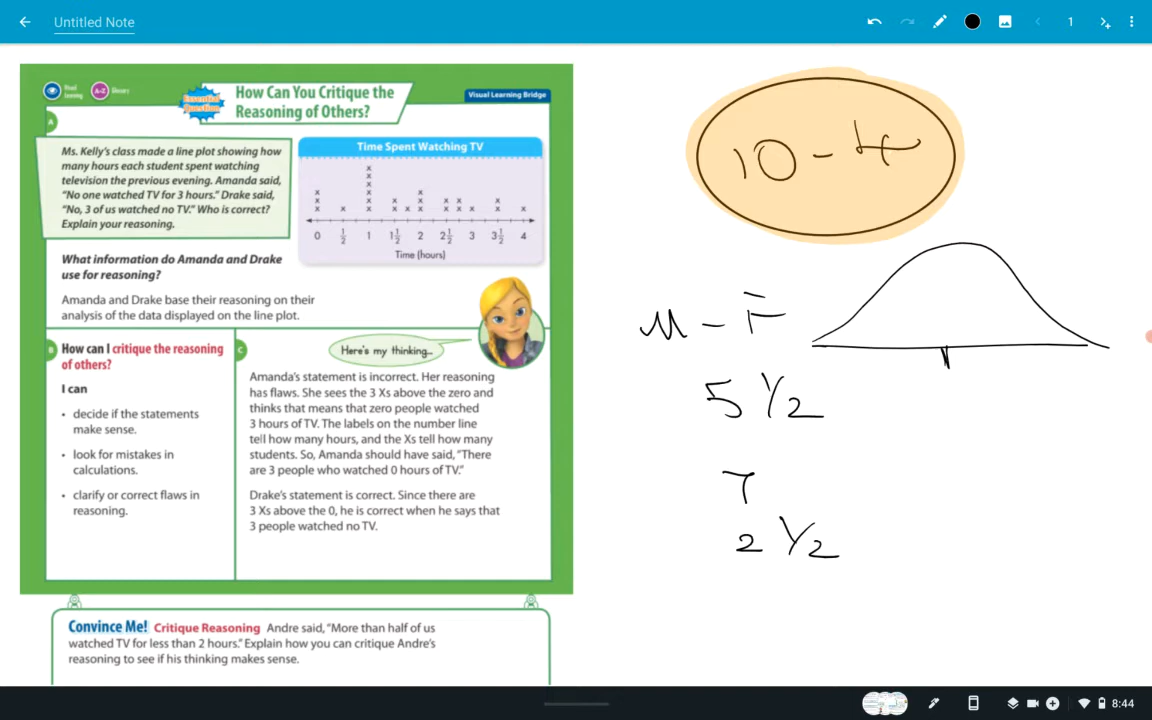 Untitled Note
1
Visual Learning
A-Z Glossary
Essential Question
How Can You Critique the
Reasoning of Others?
Visual Learning Bridge
A
Ms. Kelly's class made a line plot showing how
many hours each student spent watching
television the previous evening. Amanda said,
"No one watched TV for 3 hours." Drake said,
"No, 3 of us watched no TV." Who is correct?
Explain your reasoning.
Time Spent Watching TV
0 1/2 1 1 1/2 2 2 1/2 3 3 1/2 4
Time (hours)
What information do Amanda and Drake
use for reasoning?
Amanda and Drake base their reasoning on their
analysis of the data displayed on the line plot.
B
How can I critique the reasoning
of others?
I can
• decide if the statements
make sense.
• look for mistakes in
calculations.
• clarify or correct flaws in
reasoning.
C
Here's my thinking...
Amanda's statement is incorrect. Her reasoning
has flaws. She sees the 3 Xs above the zero and
thinks that means that zero people watched
3 hours of TV. The labels on the number line
tell how many hours, and the Xs tell how many
students. So, Amanda should have said, "There
are 3 people who watched 0 hours of TV."
Drake's statement is correct. Since there are
3 Xs above the 0, he is correct when he says that
3 people watched no TV.
Convince Me! Critique Reasoning Andre said, "More than half of us
watched TV for less than 2 hours." Explain how you can critique Andre's
reasoning to see if his thinking makes sense.
10-4
M - F
5 1/2
7
2 1/2
8:44